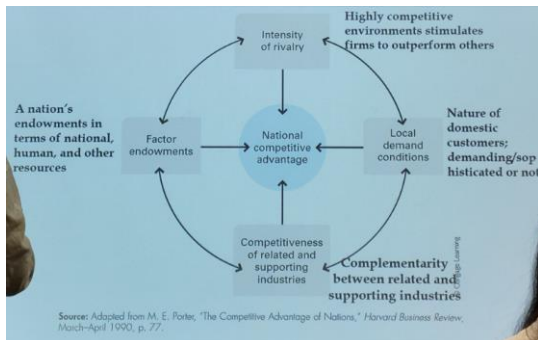 Highly competitive
environments stimulates
firms to outperform others
Intensity
of rivalry
A nation's
endowments in
terms of national,
human, and other
resources
Factor
endowments
National
competitive
advantage
Local
demand
conditions
Nature of
domestic
customers;
demanding/sop
histicated or not
Competitiveness
of related and
supporting
industries
Complementarity
between related and
supporting industries
Cengage Learning
Source: Adapted from M. E. Porter, "The Competitive Advantage of Nations," Harvard Business Review,
March–April 1990, p. 77.